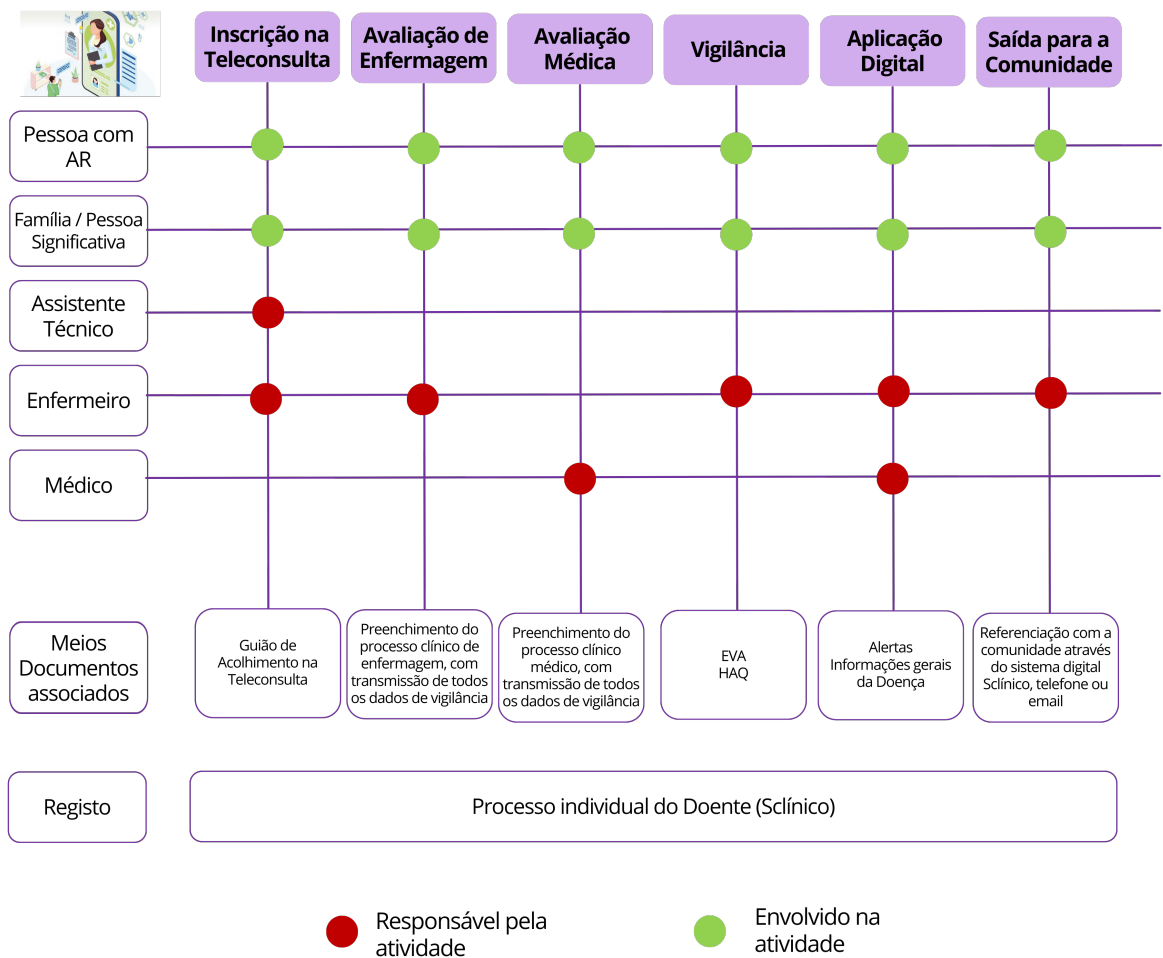 Inscrição na
Teleconsulta
Avaliação de
Enfermagem
Avaliação
Médica
Vigilância
Aplicação
Digital
Saída para a
Comunidade
Pessoa com
AR
Família / Pessoa
Significativa
Assistente
Técnico
Enfermeiro
Médico
Meios
Documentos
associados
Guião de
Acolhimento na
Teleconsulta
Preenchimento do
processo clínico de
enfermagem, com
transmissão de todos
os dados de vigilância
Preenchimento do
processo clínico
médico, com
transmissão de todos
os dados de vigilância
EVA
HAQ
Alertas
Informações gerais
da Doença
Referenciação com a
comunidade através
do sistema digital
Sclínico, telefone ou
email
Registo
Processo individual do Doente (Sclínico)
Responsável pela
atividade
Envolvido na
atividade